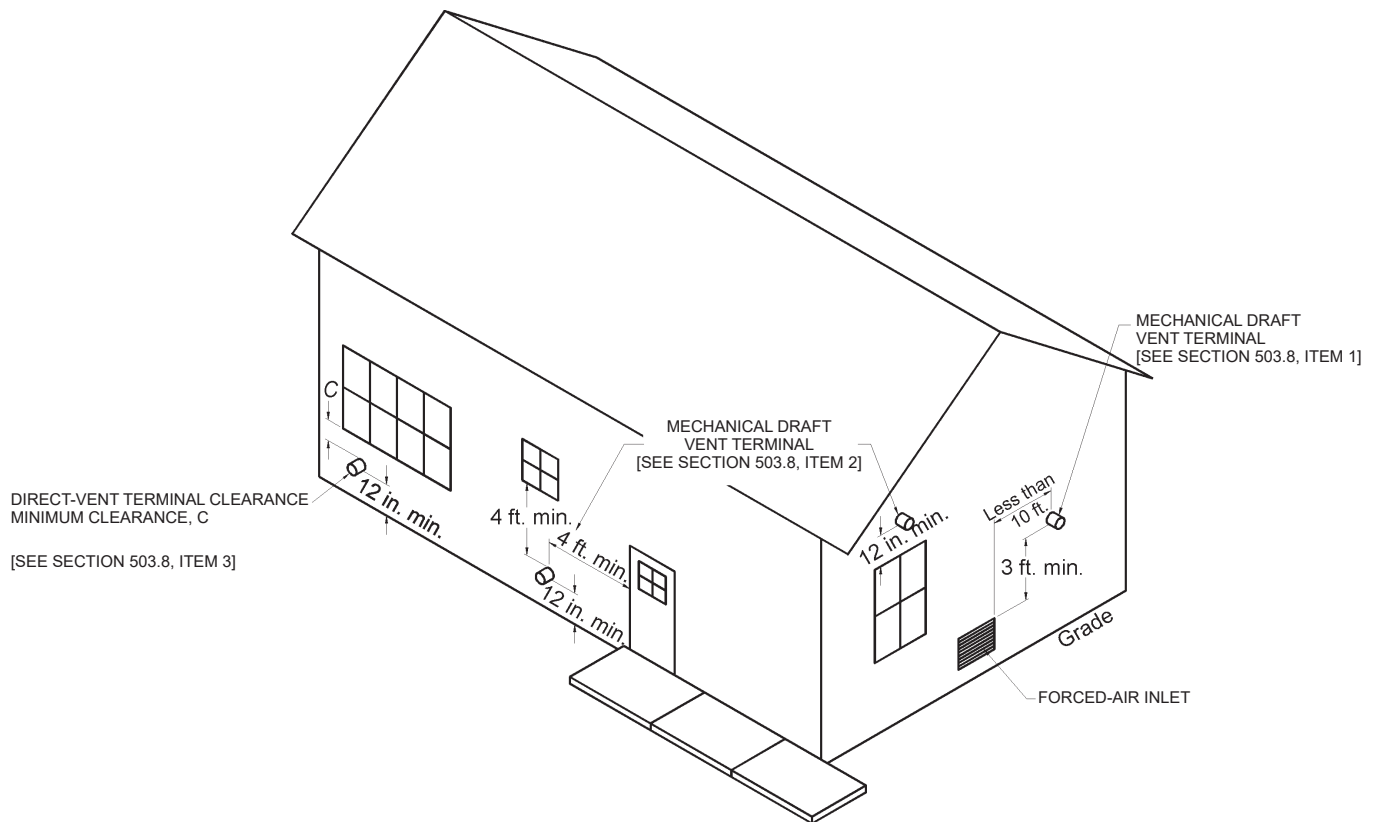 MECHANICAL DRAFT
VENT TERMINAL
[SEE SECTION 503.8, ITEM 1]
C
MECHANICAL DRAFT
VENT TERMINAL
[SEE SECTION 503.8, ITEM 2]
DIRECT-VENT TERMINAL CLEARANCE
MINIMUM CLEARANCE, C
[SEE SECTION 503.8, ITEM 3]
12 in. min.
4 ft. min.
4 ft. min.
12 in. min.
12 in. min.
Less than
10 ft.
3 ft. min.
Grade
FORCED-AIR INLET